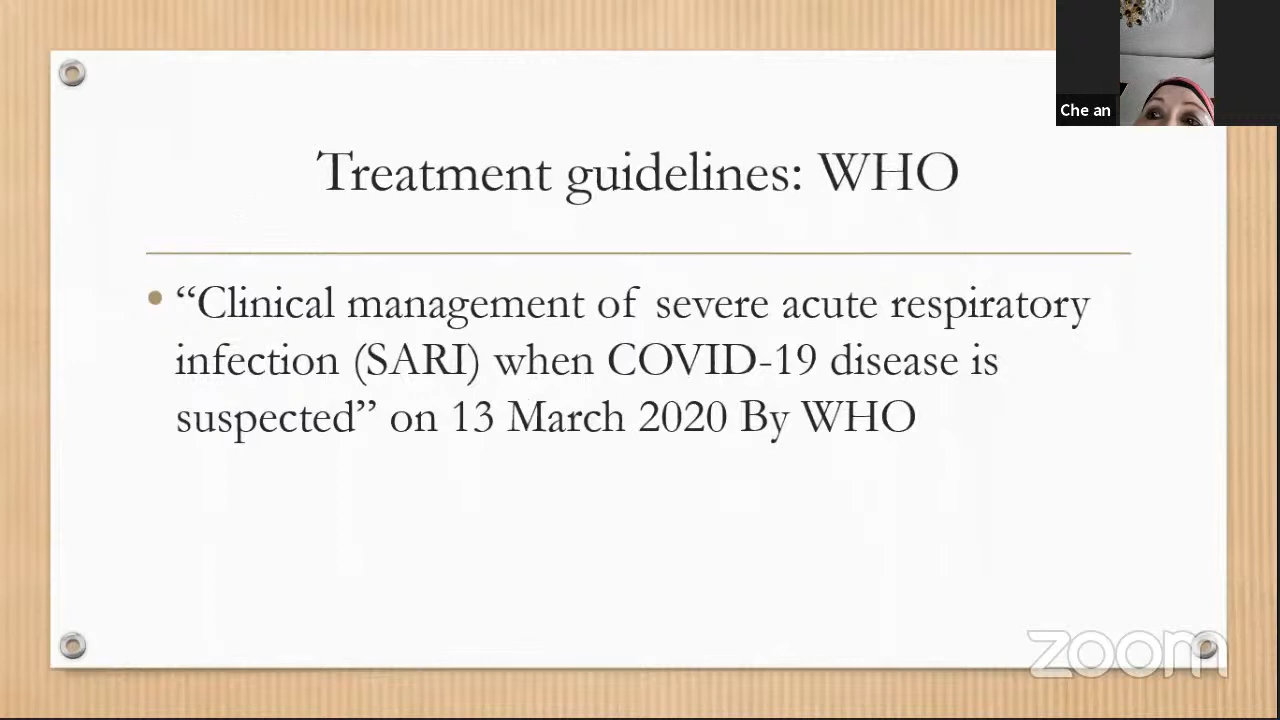 Che an
Treatment guidelines: WHO
• “Clinical management of severe acute respiratory
infection (SARI) when COVID-19 disease is
suspected” on 13 March 2020 By WHO
zoom